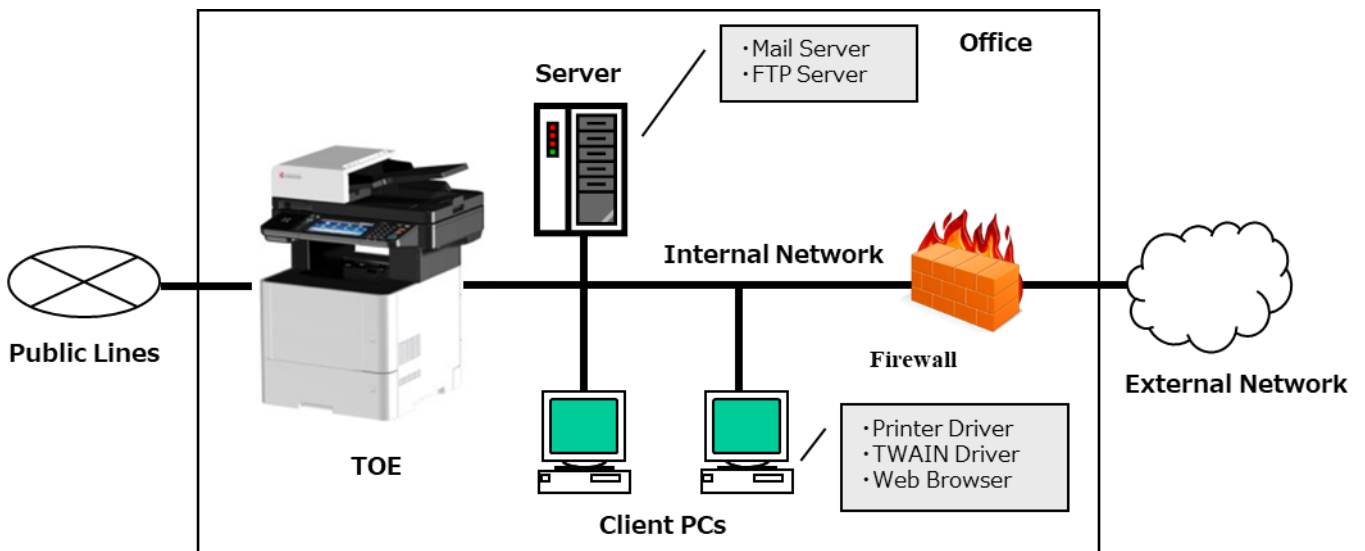 ・Mail Server
・FTP Server
Office
Server
Internal Network
Public Lines
Firewall
External Network
TOE
・Printer Driver
・TWAIN Driver
・Web Browser
Client PCs